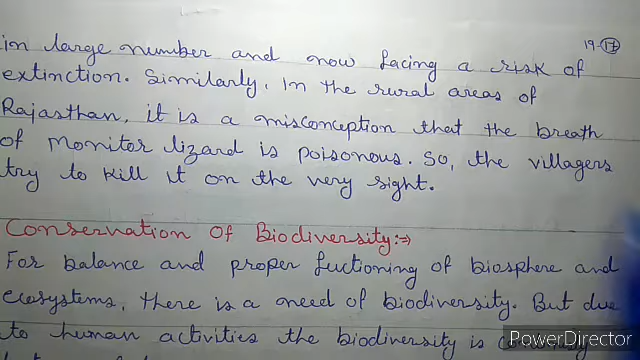 19-17
in large number and now facing a risk of
extinction. Similarly, In the rural areas of
Rajasthan, it is a misconception that the breath
of Monitor lizard is poisonous. So, the villagers
try to kill it on the very sight.
Conservation Of Biodiversity:⇒
For balance and proper fuctioning of biosphere and
ecosystems, there is a need of biodiversity. But due
to human activities the biodiversity is
PowerDirector